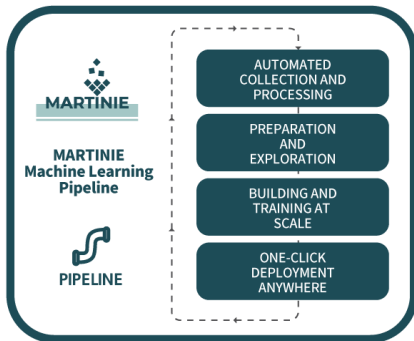 MARTINIE
MARTINIE
Machine Learning
Pipeline
PIPELINE
AUTOMATED
COLLECTION AND
PROCESSING
PREPARATION
AND
EXPLORATION
BUILDING AND
TRAINING AT
SCALE
ONE-CLICK
DEPLOYMENT
ANYWHERE